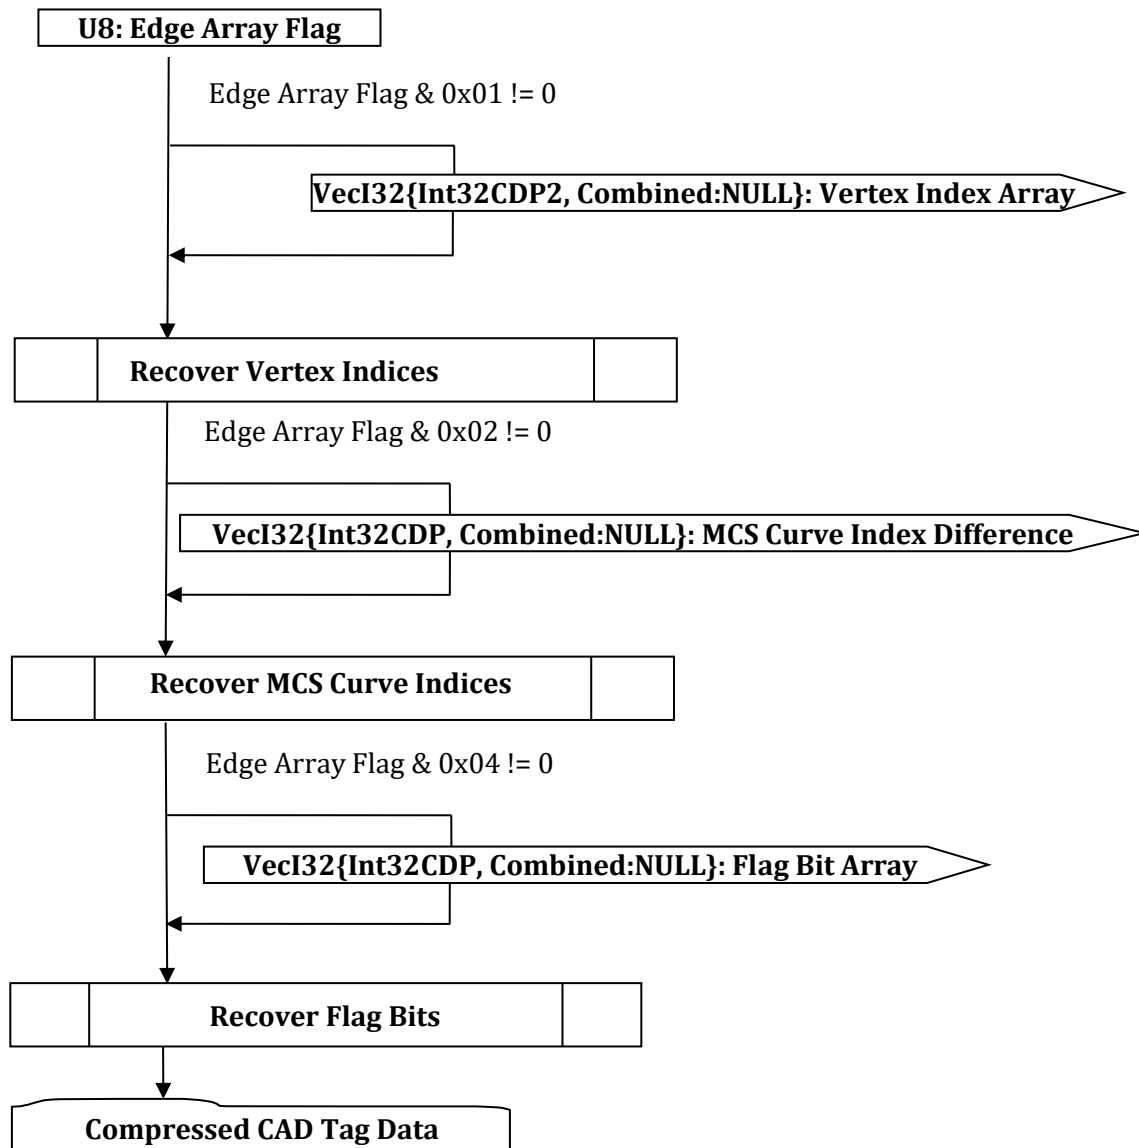 U8: Edge Array Flag
Edge Array Flag & 0x01 != 0
VecI32{Int32CDP2, Combined:NULL}: Vertex Index Array
Recover Vertex Indices
Edge Array Flag & 0x02 != 0
VecI32{Int32CDP, Combined:NULL}: MCS Curve Index Difference
Recover MCS Curve Indices
Edge Array Flag & 0x04 != 0
VecI32{Int32CDP, Combined:NULL}: Flag Bit Array
Recover Flag Bits
Compressed CAD Tag Data